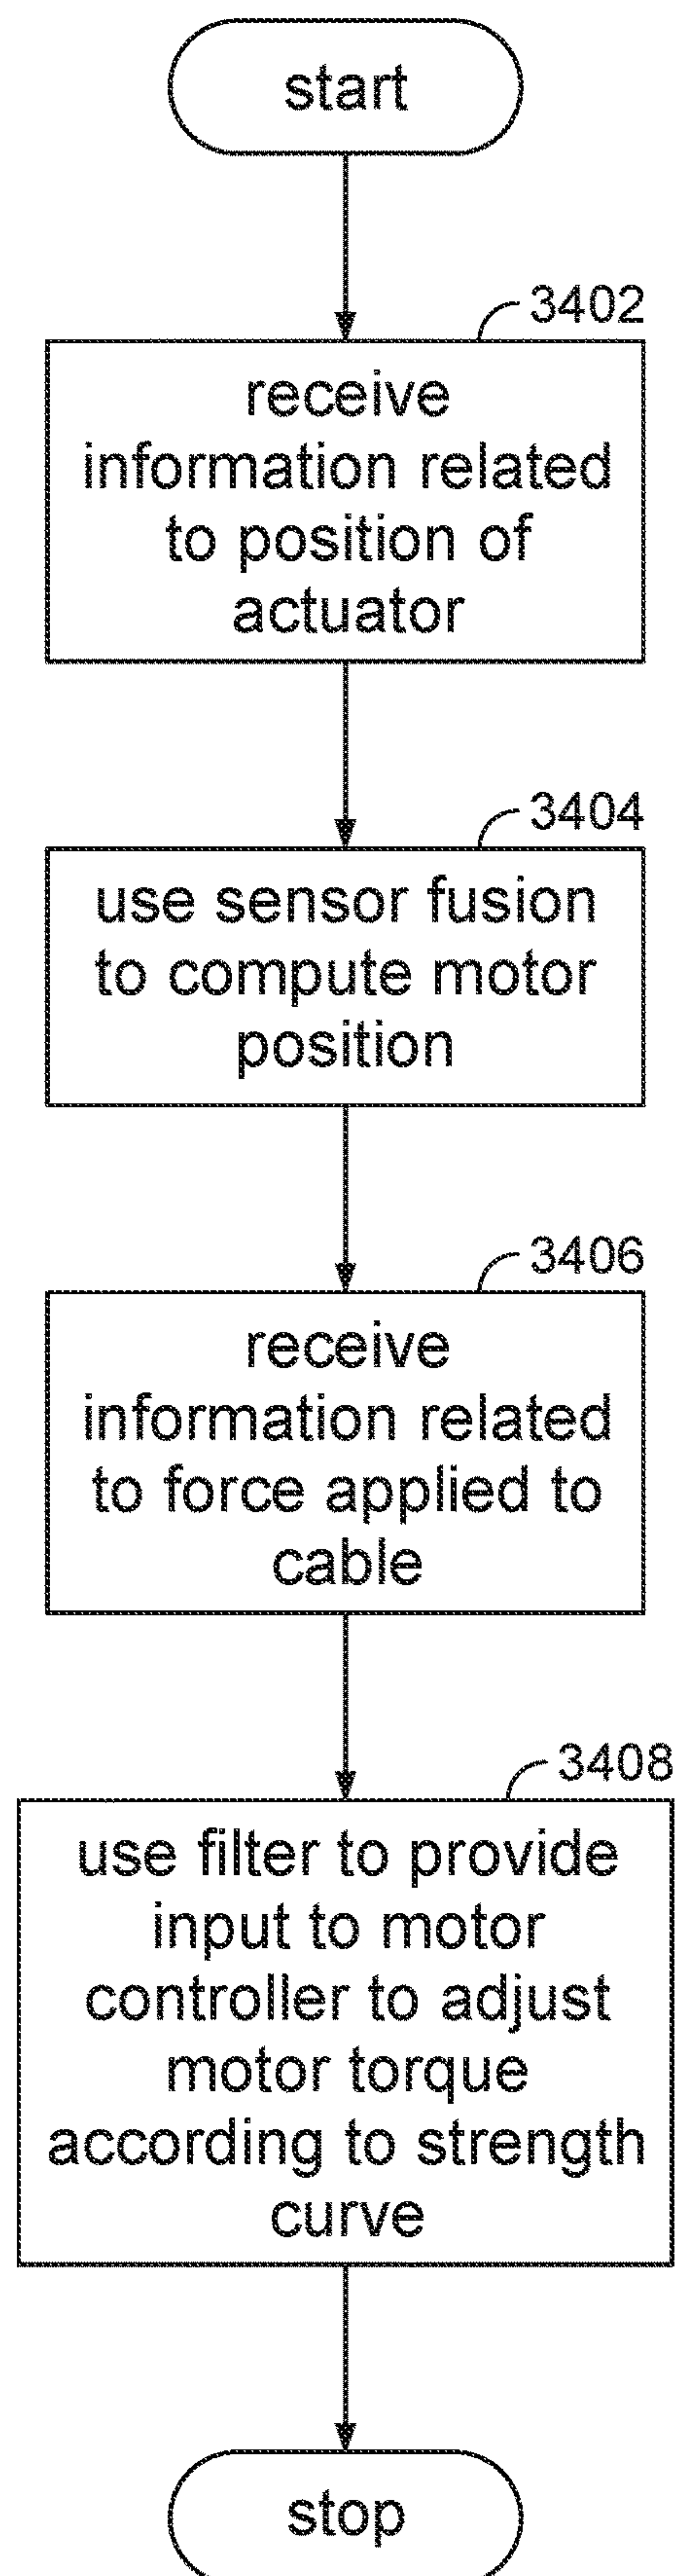 start
3402
receive
information related
to position of
actuator
3404
use sensor fusion
to compute motor
position
3406
receive
information related
to force applied to
cable
3408
use filter to provide
input to motor
controller to adjust
motor torque
according to strength
curve
stop